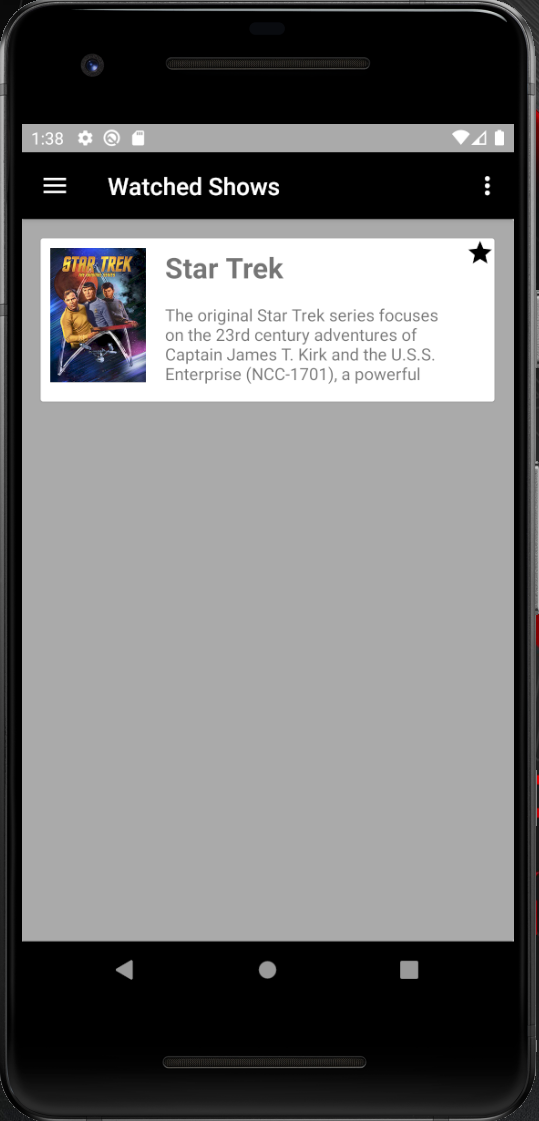 1:38
Watched Shows
STAR TREK
Star Trek
The original Star Trek series focuses
on the 23rd century adventures of
Captain James T. Kirk and the U.S.S.
Enterprise (NCC-1701), a powerful